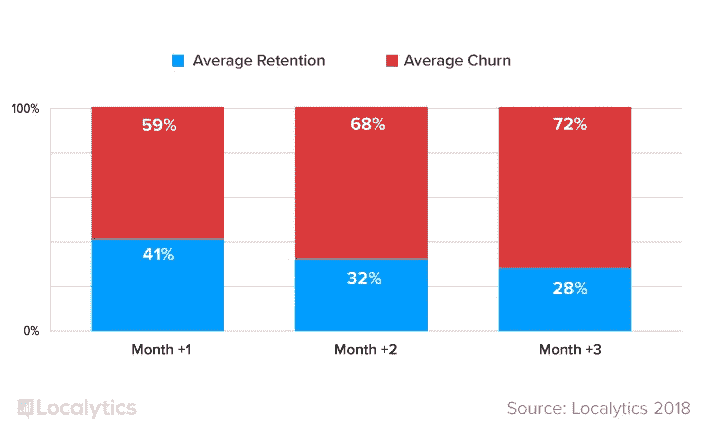 Average Retention Average Churn
100%
59% 68% 72%
41%
32%
28%
0%
Month +1 Month +2 Month +3
Localytics Source: Localytics 2018